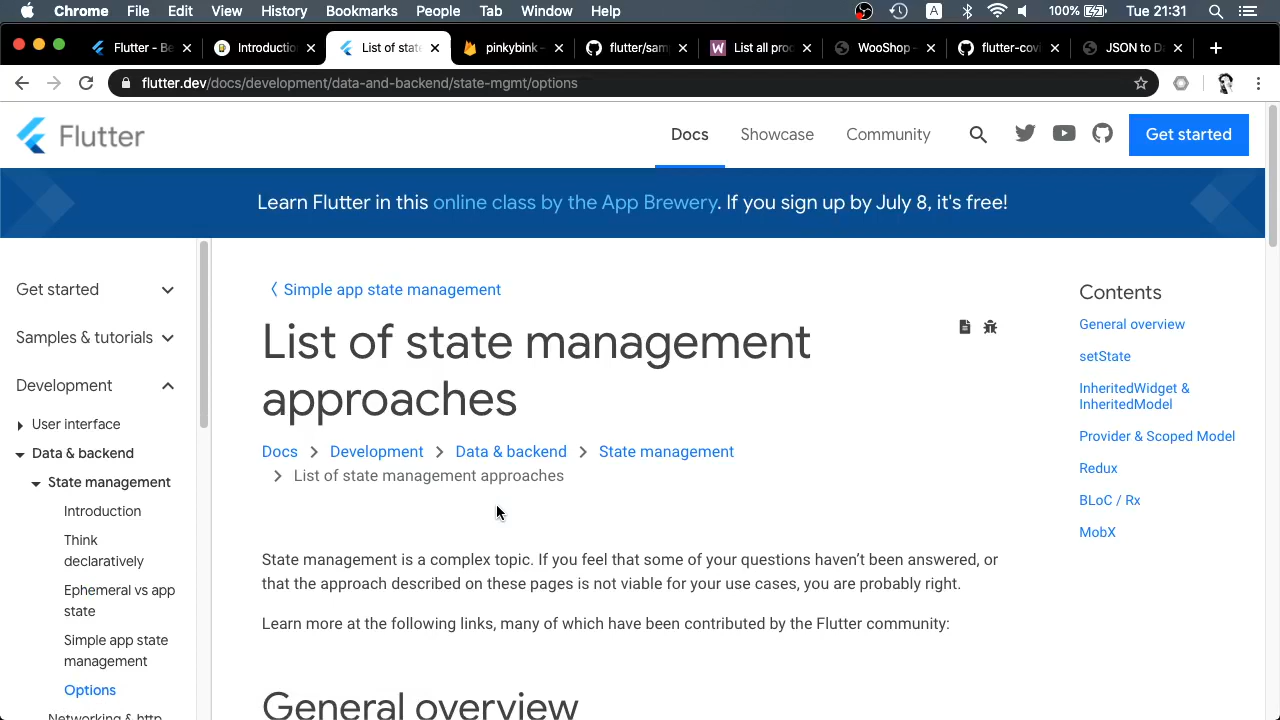 Chrome File Edit View History Bookmarks People Tab Window Help A 100% Tue 21:31
Flutter - Be Introduction List of state pinkybink - flutter/sam List all pro WooShop - flutter-covi JSON to Da
flutter.dev/docs/development/data-and-backend/state-mgmt/options
Flutter Docs Showcase Community Get started
Learn Flutter in this online class by the App Brewery. If you sign up by July 8, it's free!
Get started
Samples & tutorials
Development
User interface
Data & backend
State management
Introduction
Think
declaratively
Ephemeral vs app
state
Simple app state
management
Options
Networking & http
Simple app state management
List of state management
approaches
Docs > Development > Data & backend > State management
> List of state management approaches
State management is a complex topic. If you feel that some of your questions haven’t been answered, or
that the approach described on these pages is not viable for your use cases, you are probably right.
Learn more at the following links, many of which have been contributed by the Flutter community:
General overview
Contents
General overview
setState
InheritedWidget &
InheritedModel
Provider & Scoped Model
Redux
BLoC / Rx
MobX